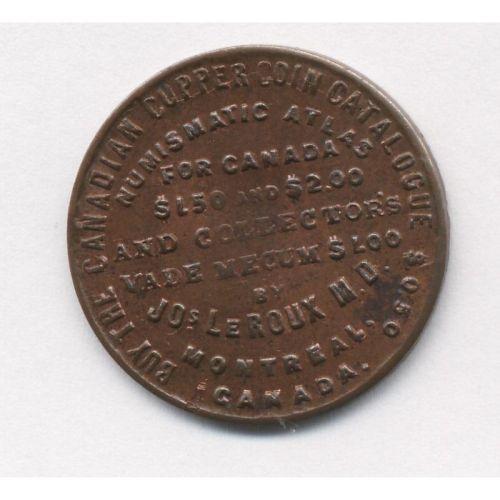 BUY THE CANADIAN COPPER COIN CATALOGUE $0.50
NUMISMATIC ATLAS
FOR CANADA
$1.50 AND $2.00
AND COLLECTORS
VADE MECUM $1.00
BY
JOS LEROUX M.D.
MONTREAL,
CANADA.